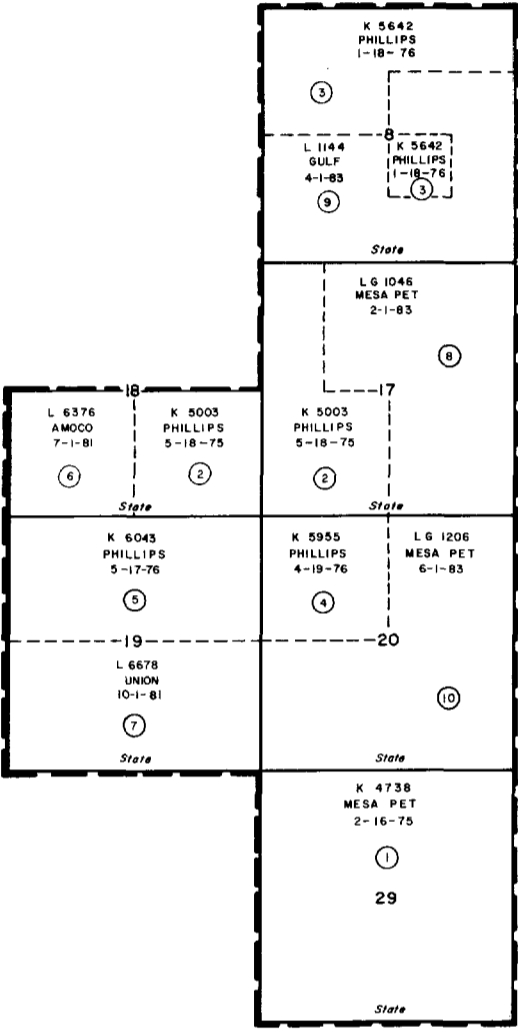 K 5642
PHILLIPS
1-18-76
3
8
L 1144
GULF
4-1-83
9
K 5642
PHILLIPS
1-18-76
3
State
LG 1046
MESA PET
2-1-83
8
17
K 5003
PHILLIPS
5-18-75
2
State
18
L 6376
AMOCO
7-1-81
6
K 5003
PHILLIPS
5-18-75
2
State
K 6043
PHILLIPS
5-17-76
5
19
L 6678
UNION
10-1-81
7
State
K 5955
PHILLIPS
4-19-76
4
LG 1206
MESA PET
6-1-83
20
10
State
K 4738
MESA PET
2-16-75
1
29
State